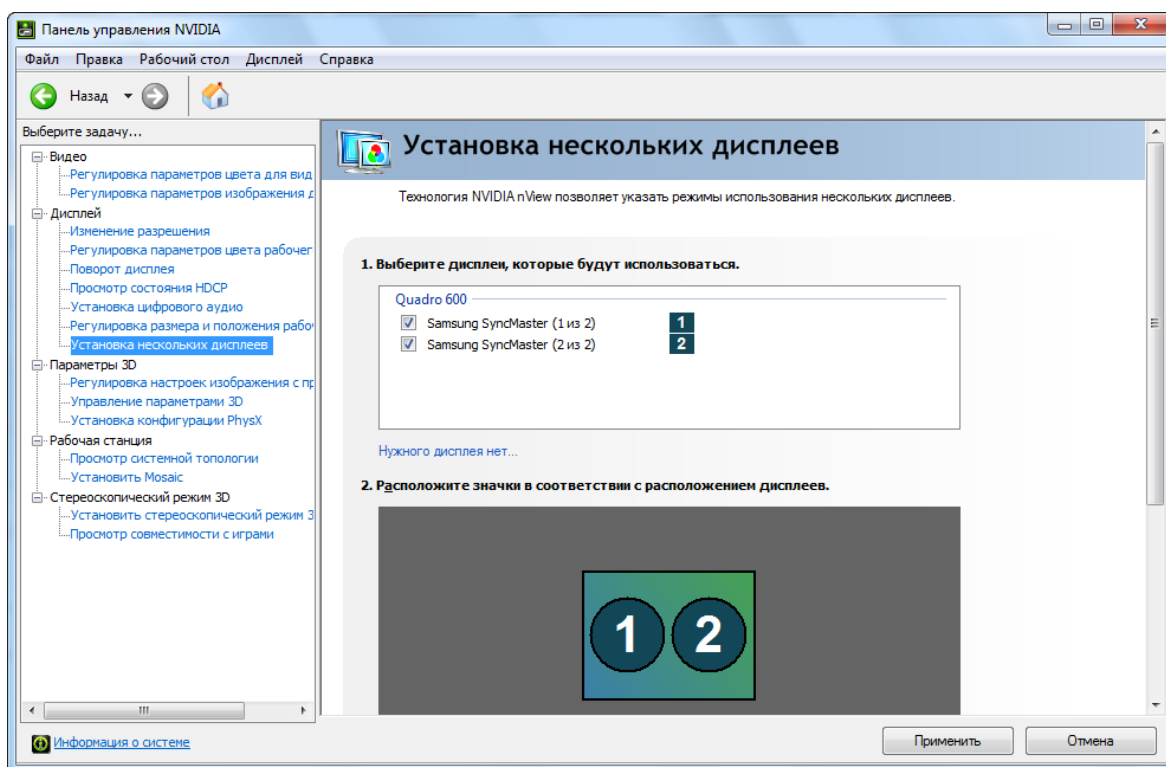 Панель управления NVIDIA
Файл Правка Рабочий стол Дисплей Справка
Назад
Выберите задачу...
Видео
Регулировка параметров цвета для вид
Регулировка параметров изображения д
Дисплей
Изменение разрешения
Регулировка параметров цвета рабочег
Поворот дисплея
Просмотр состояния HDCP
Установка цифрового аудио
Регулировка размера и положения рабо
Установка нескольких дисплеев
Параметры 3D
Регулировка настроек изображения с пр
Управление параметрами 3D
Установка конфигурации PhysX
Рабочая станция
Просмотр системной топологии
Установить Mosaic
Стереоскопический режим 3D
Установить стереоскопический режим 3
Просмотр совместимости с играми
Установка нескольких дисплеев
Технология NVIDIA nView позволяет указать режимы использования нескольких дисплеев.
1. Выберите дисплеи, которые будут использоваться.
Quadro 600
Samsung SyncMaster (1 из 2) 1
Samsung SyncMaster (2 из 2) 2
Нужного дисплея нет...
2. Расположите значки в соответствии с расположением дисплеев.
1 2
Информация о системе
Применить Отмена